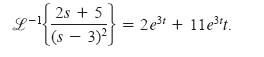 ℒ⁻¹{(2s + 5)/(s − 3)²} = 2e³ᵗ + 11e³ᵗt.